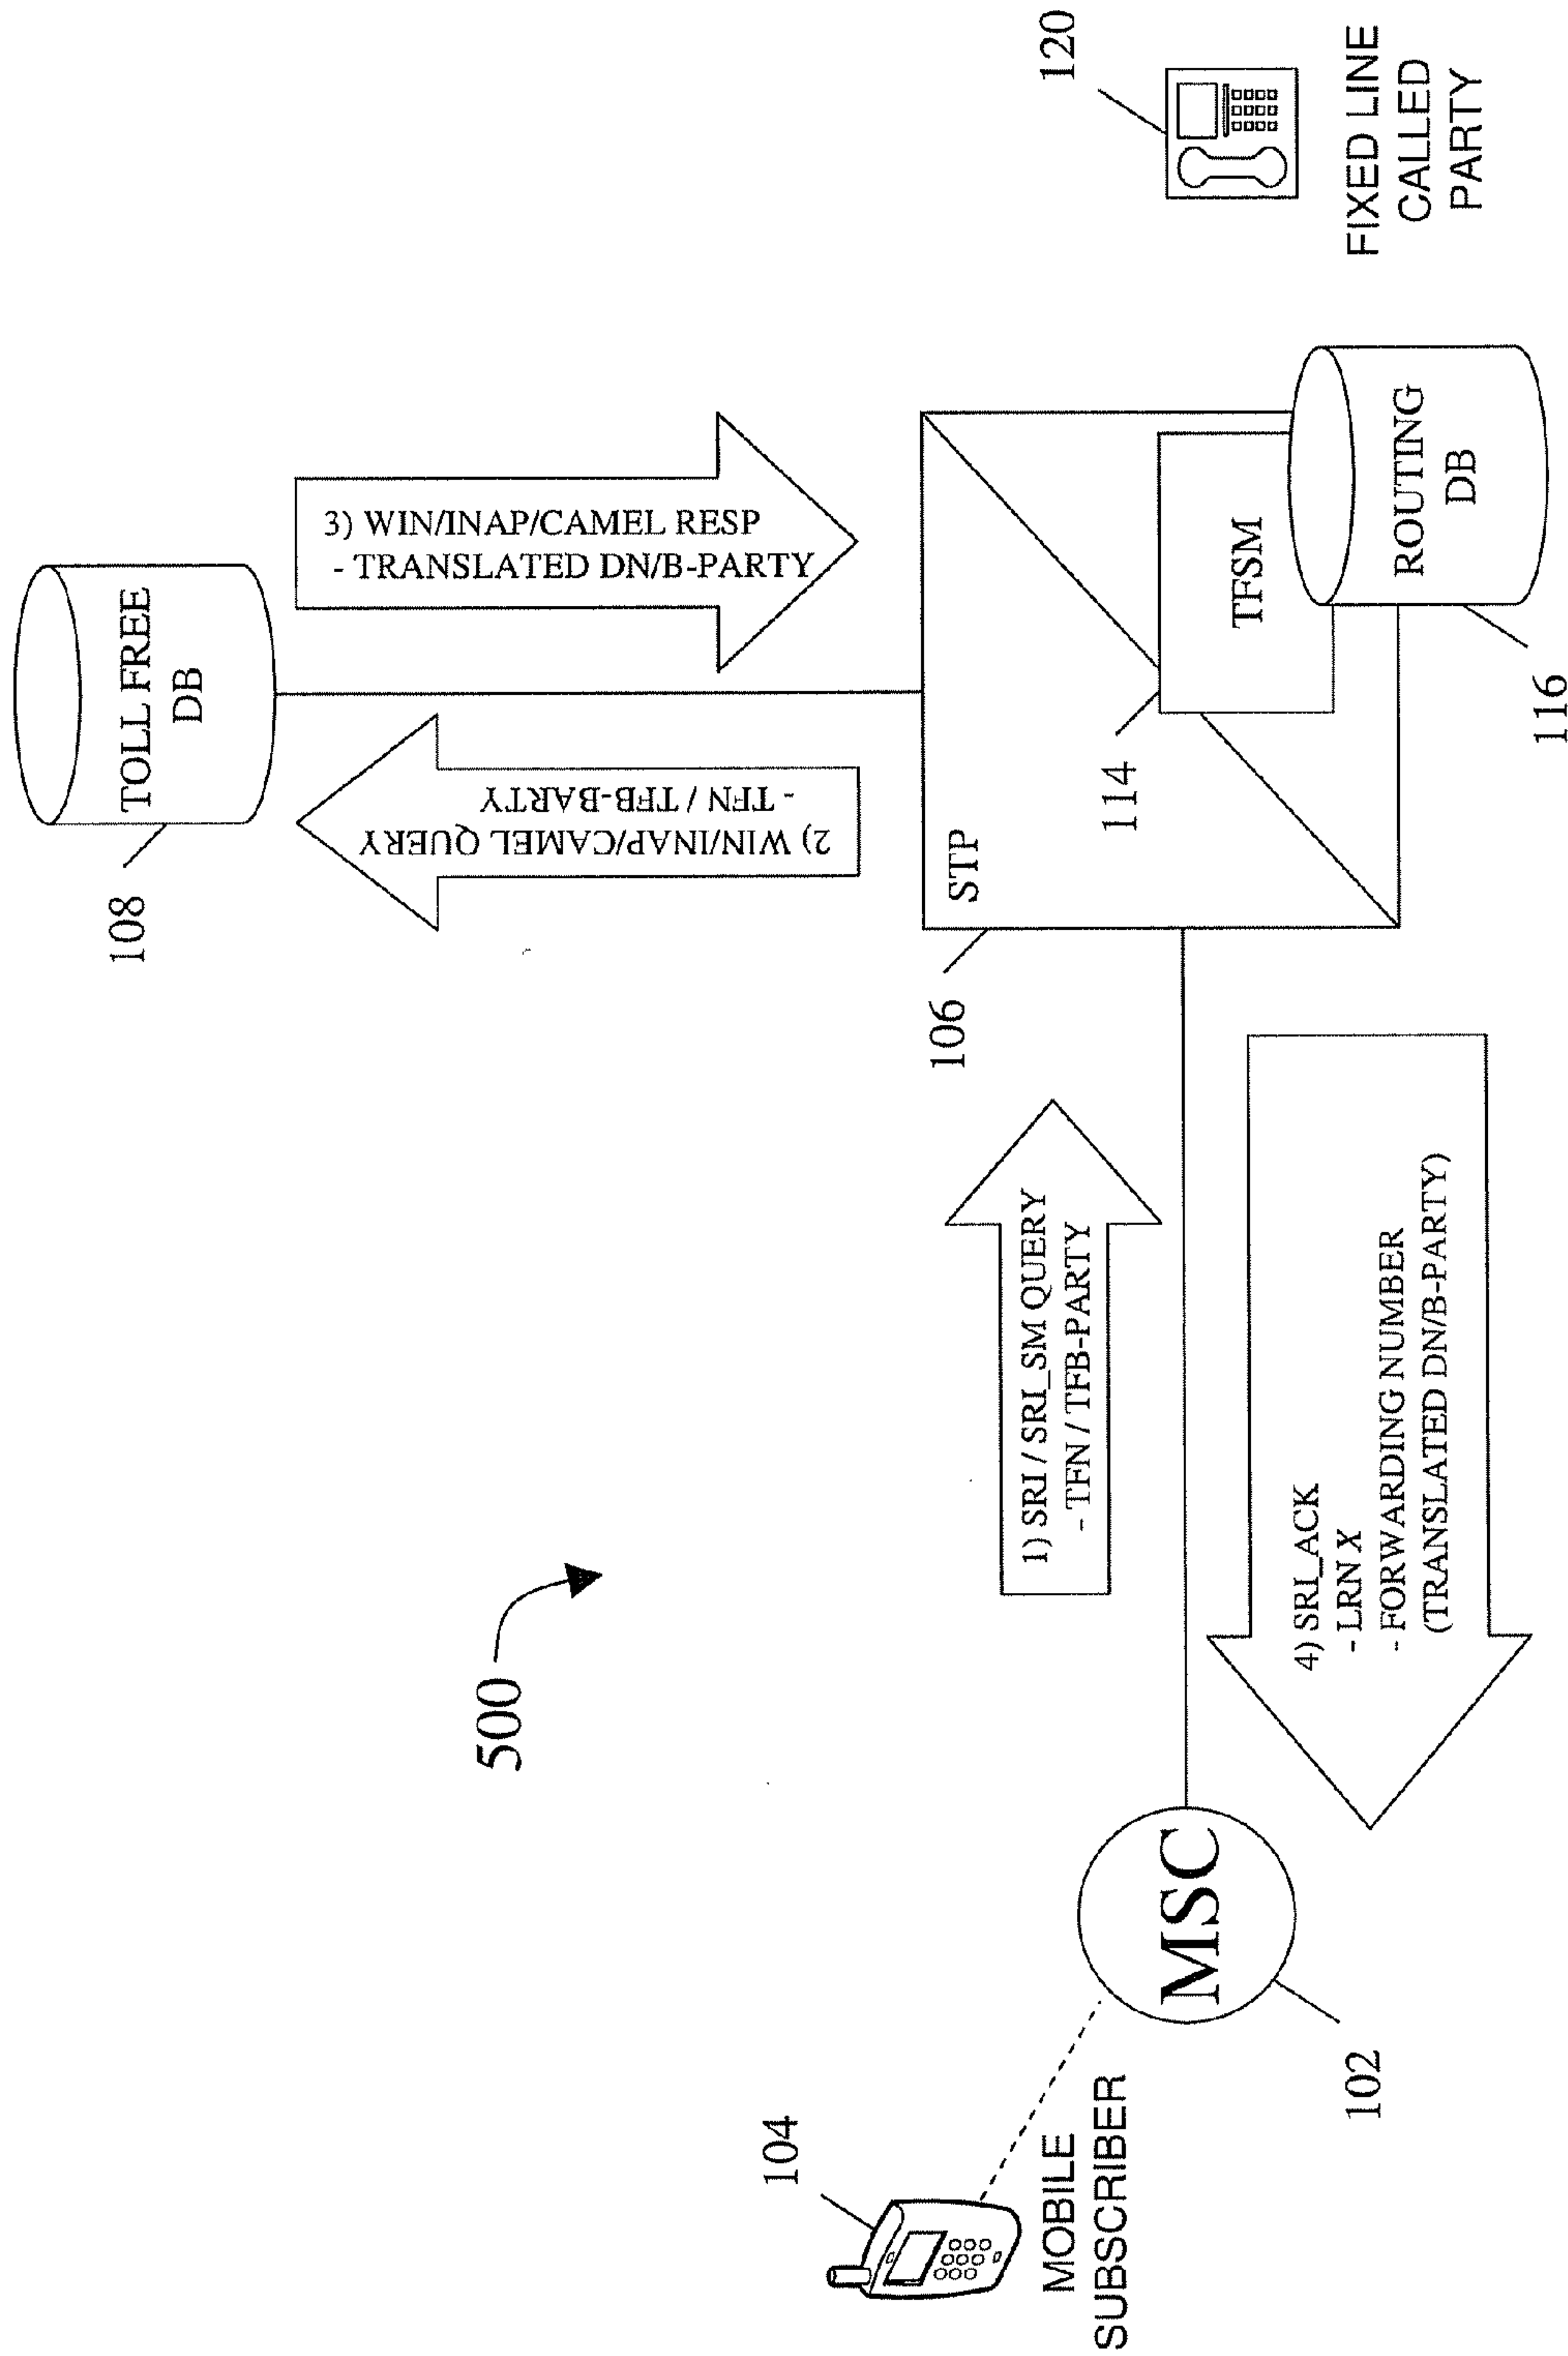 500
108
TOLL FREE
DB
2) WIN/INAP/CAMEL QUERY
- TFN / TFB-BARTY
3) WIN/INAP/CAMEL RESP
- TRANSLATED DN/B-PARTY
104
MOBILE
SUBSCRIBER
MSC
102
1) SRI / SRI_SM QUERY
- TFN / TFB-PARTY
4) SRI_ACK
- LRN X
- FORWARDING NUMBER
(TRANSLATED DN/B-PARTY)
106
STP
114
TFSM
ROUTING
DB
116
120
FIXED LINE
CALLED
PARTY